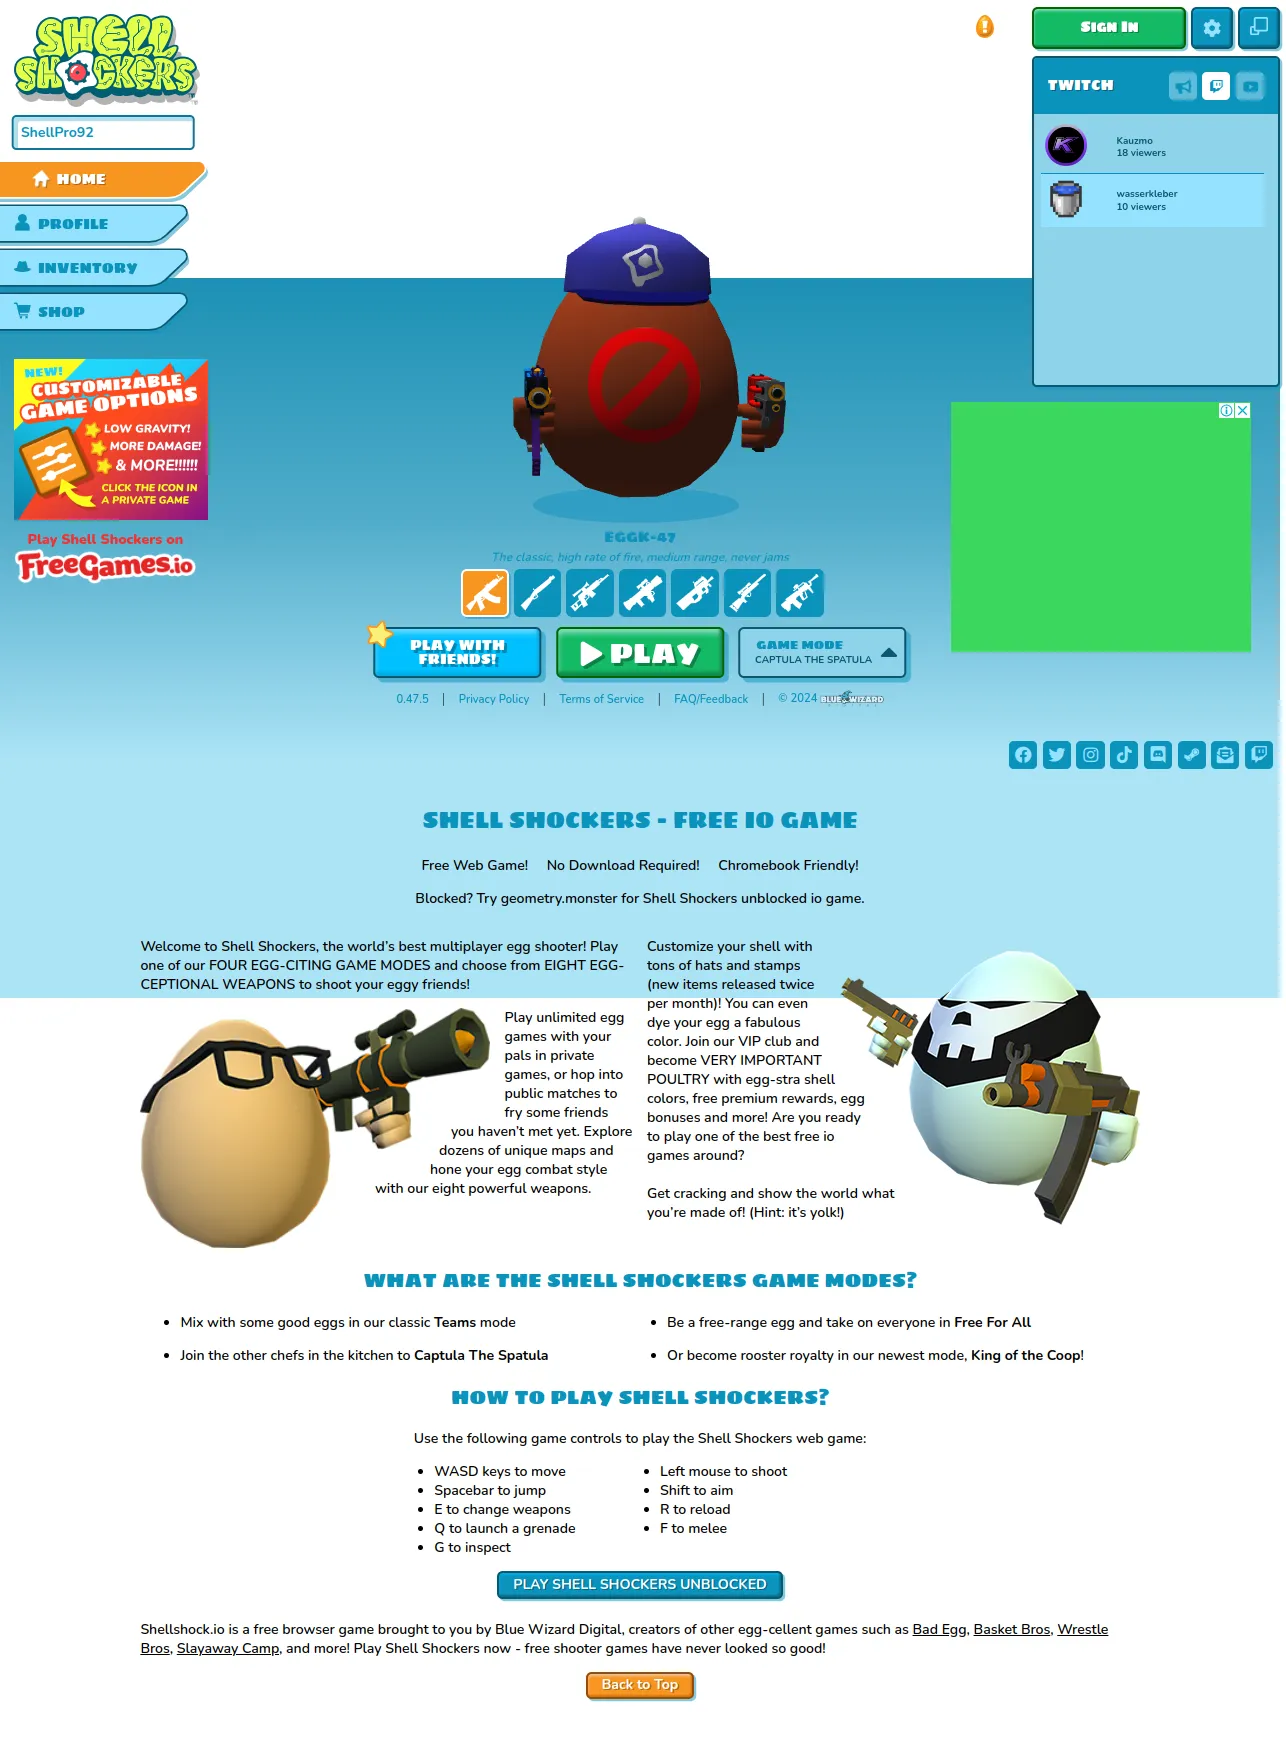 SHELL
SHOCKERS
ShellPro92
HOME
PROFILE
INVENTORY
SHOP
NEW!
CUSTOMIZABLE
GAME OPTIONS
LOW GRAVITY!
MORE DAMAGE!
& MORE!!!!!!
CLICK THE ICON IN
A PRIVATE GAME
Play Shell Shockers on
FreeGames.io
SIGN IN
TWITCH
Kauzmo
18 viewers
wasserkleber
10 viewers
EGGK-47
The classic, high rate of fire, medium range, never jams
PLAY WITH
FRIENDS!
PLAY
GAME MODE
CAPTULA THE SPATULA
0.47.5 | Privacy Policy | Terms of Service | FAQ/Feedback | © 2024 BLUE WIZARD
SHELL SHOCKERS - FREE IO GAME
Free Web Game! No Download Required! Chromebook Friendly!
Blocked? Try geometry.monster for Shell Shockers unblocked io game.
Welcome to Shell Shockers, the world’s best multiplayer egg shooter! Play
one of our FOUR EGG-CITING GAME MODES and choose from EIGHT EGG-
CEPTIONAL WEAPONS to shoot your eggy friends!
Play unlimited egg
games with your
pals in private
games, or hop into
public matches to
fry some friends
you haven’t met yet. Explore
dozens of unique maps and
hone your egg combat style
with our eight powerful weapons.
Customize your shell with
tons of hats and stamps
(new items released twice
per month)! You can even
dye your egg a fabulous
color. Join our VIP club and
become VERY IMPORTANT
POULTRY with egg-stra shell
colors, free premium rewards, egg
bonuses and more! Are you ready
to play one of the best free io
games around?
Get cracking and show the world what
you’re made of! (Hint: it’s yolk!)
WHAT ARE THE SHELL SHOCKERS GAME MODES?
Mix with some good eggs in our classic Teams mode
Join the other chefs in the kitchen to Captula The Spatula
Be a free-range egg and take on everyone in Free For All
Or become rooster royalty in our newest mode, King of the Coop!
HOW TO PLAY SHELL SHOCKERS?
Use the following game controls to play the Shell Shockers web game:
WASD keys to move
Spacebar to jump
E to change weapons
Q to launch a grenade
G to inspect
Left mouse to shoot
Shift to aim
R to reload
F to melee
PLAY SHELL SHOCKERS UNBLOCKED
Shellshock.io is a free browser game brought to you by Blue Wizard Digital, creators of other egg-cellent games such as Bad Egg, Basket Bros, Wrestle
Bros, Slayaway Camp, and more! Play Shell Shockers now - free shooter games have never looked so good!
Back to Top